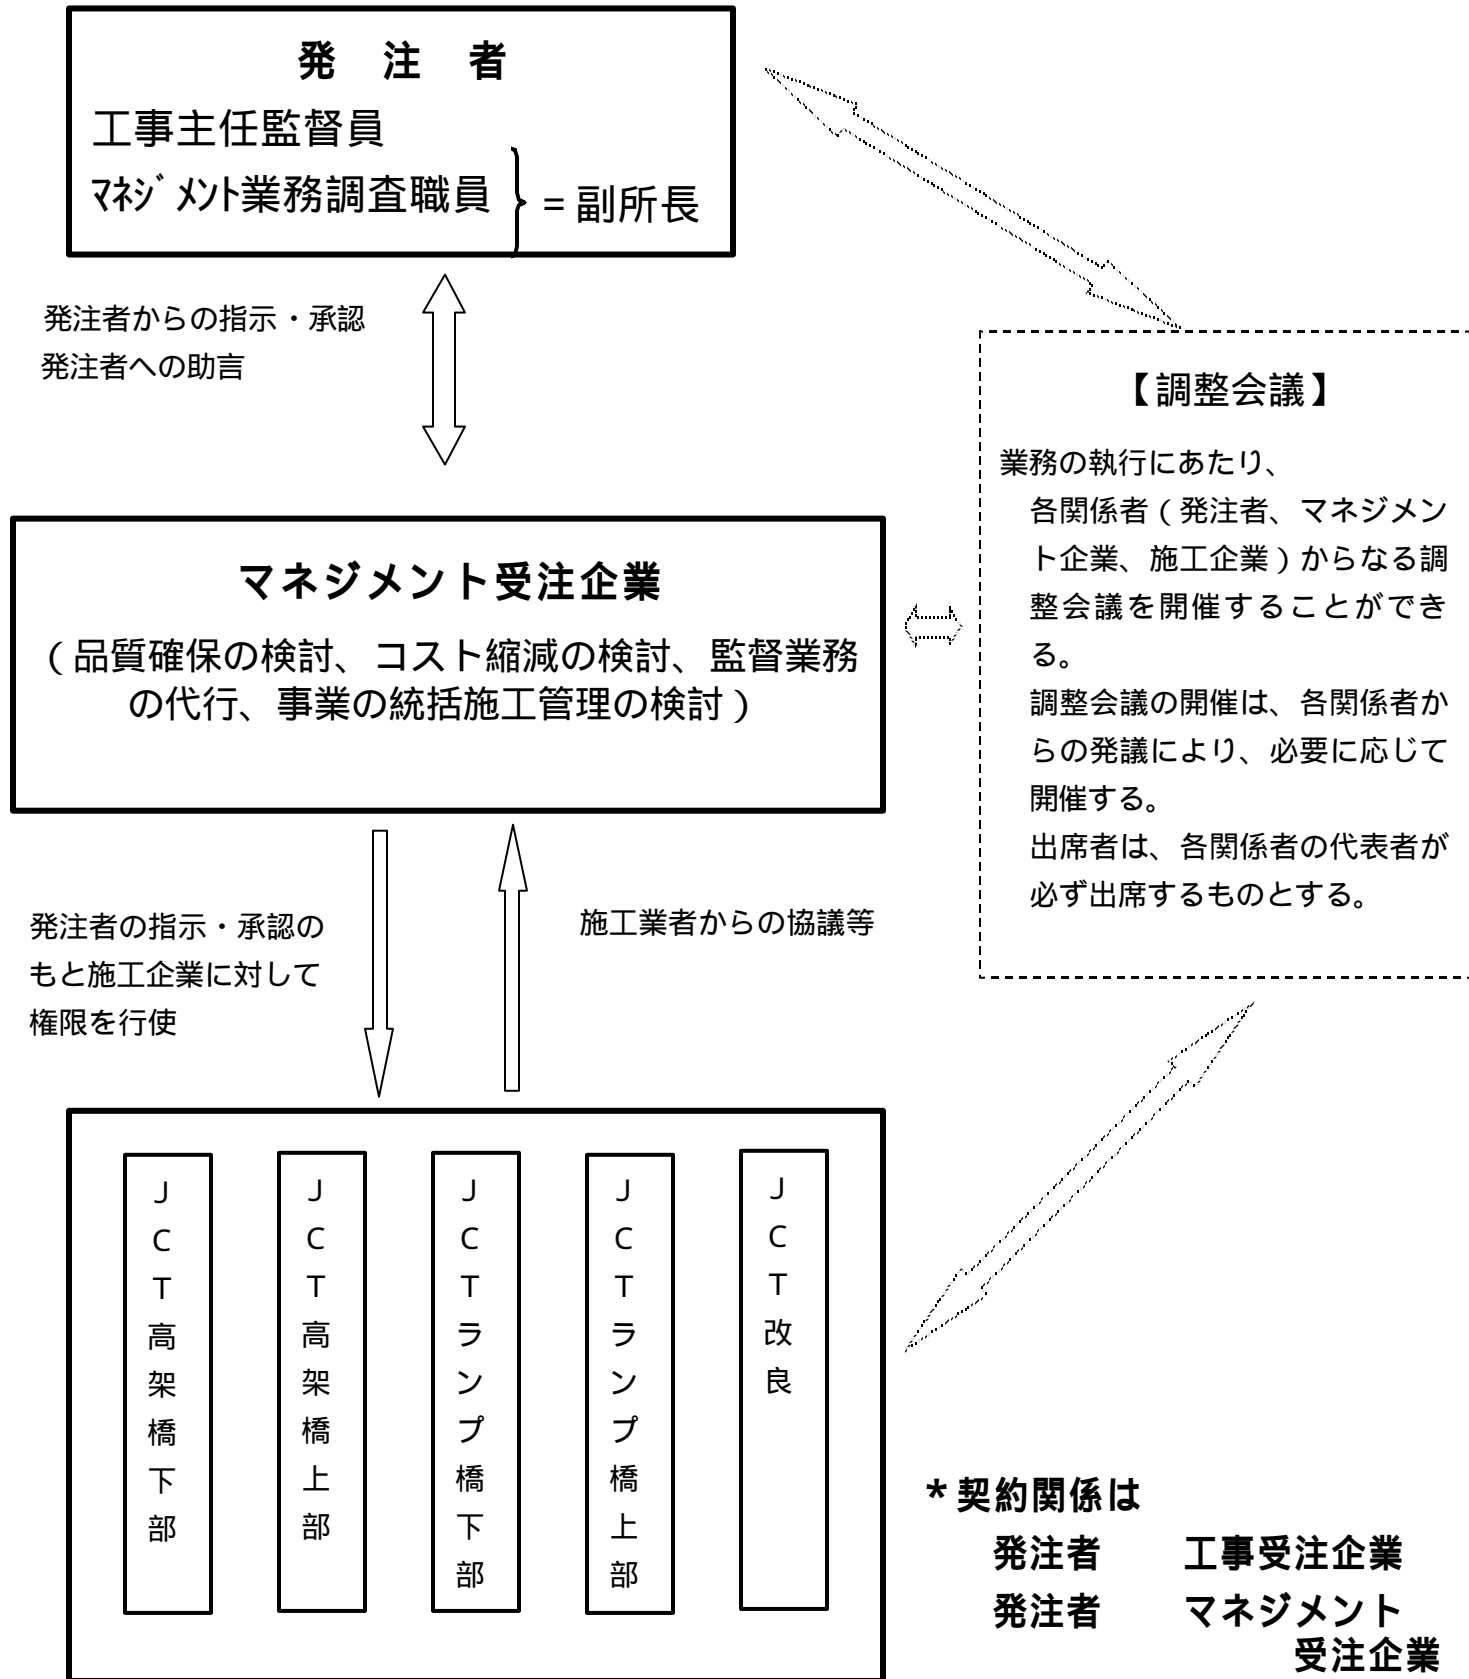 発 注 者
工事主任監督員
ﾏﾈｼﾞﾒﾝﾄ業務調査職員
=副所長
発注者からの指示・承認
発注者への助言
【調整会議】
業務の執行にあたり、
各関係者（発注者、マネジメン
ト企業、施工企業）からなる調
整会議を開催することができ
る。
調整会議の開催は、各関係者か
らの発議により、必要に応じて
開催する。
出席者は、各関係者の代表者が
必ず出席するものとする。
マネジメント受注企業
（品質確保の検討、コスト縮減の検討、監督業務
の代行、事業の統括施工管理の検討）
発注者の指示・承認の
もと施工企業に対して
権限を行使
施工業者からの協議等
ＪＣＴ高架橋下部
ＪＣＴ高架橋上部
ＪＣＴランプ橋下部
ＪＣＴランプ橋上部
ＪＣＴ改良
*契約関係は
発注者 工事受注企業
発注者 マネジメント
受注企業